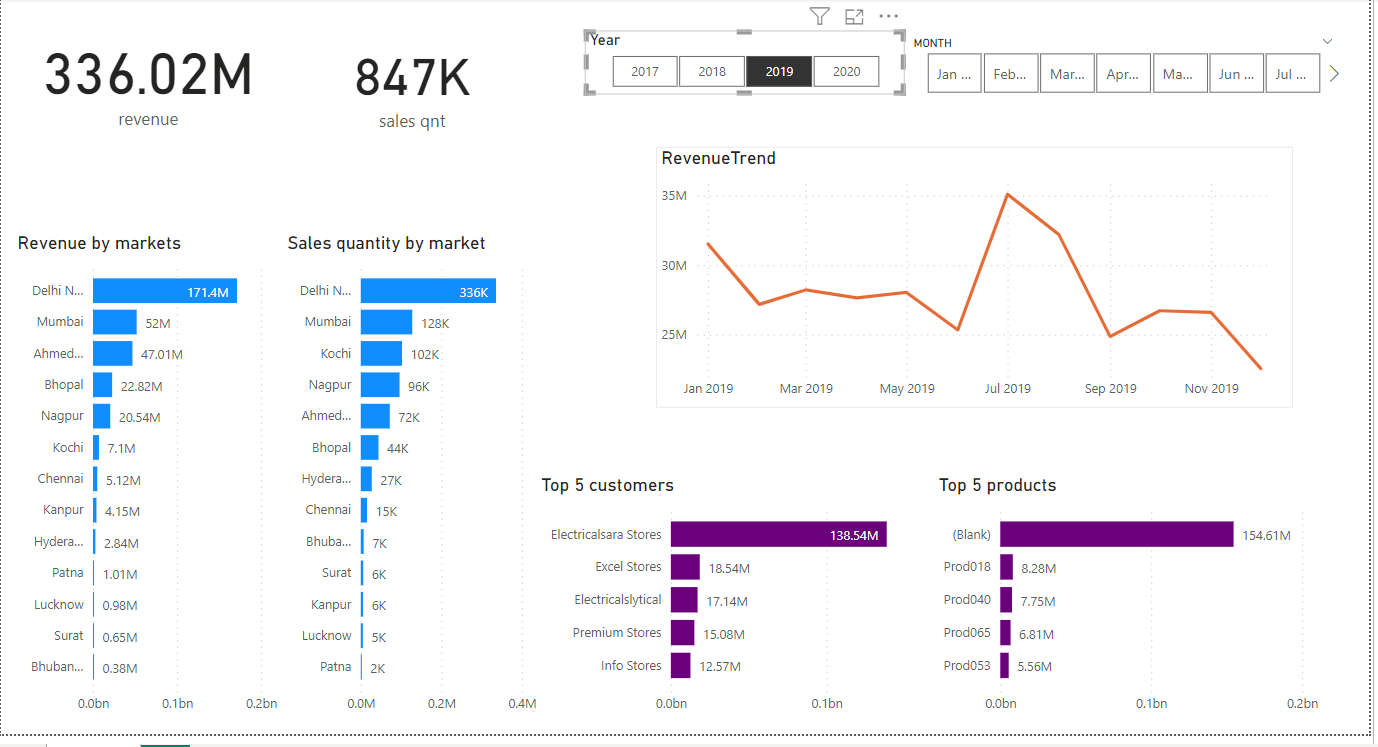 336.02M
revenue
847K
sales qnt
Year
2017 2018 2019 2020
MONTH
Jan ... Feb... Mar... Apr... Ma... Jun ... Jul ...
RevenueTrend
35M
30M
25M
Jan 2019 Mar 2019 May 2019 Jul 2019 Sep 2019 Nov 2019
Revenue by markets
Delhi N... 171.4M
Mumbai 52M
Ahmed... 47.01M
Bhopal 22.82M
Nagpur 20.54M
Kochi 7.1M
Chennai 5.12M
Kanpur 4.15M
Hydera... 2.84M
Patna 1.01M
Lucknow 0.98M
Surat 0.65M
Bhuban... 0.38M
0.0bn 0.1bn 0.2bn
Sales quantity by market
Delhi N... 336K
Mumbai 128K
Kochi 102K
Nagpur 96K
Ahmed... 72K
Bhopal 44K
Hydera... 27K
Chennai 15K
Bhuba... 7K
Surat 6K
Kanpur 6K
Lucknow 5K
Patna 2K
0.0M 0.2M 0.4M
Top 5 customers
Electricalsara Stores 138.54M
Excel Stores 18.54M
Electricalslytical 17.14M
Premium Stores 15.08M
Info Stores 12.57M
0.0bn 0.1bn
Top 5 products
(Blank) 154.61M
Prod018 8.28M
Prod040 7.75M
Prod065 6.81M
Prod053 5.56M
0.0bn 0.1bn 0.2bn